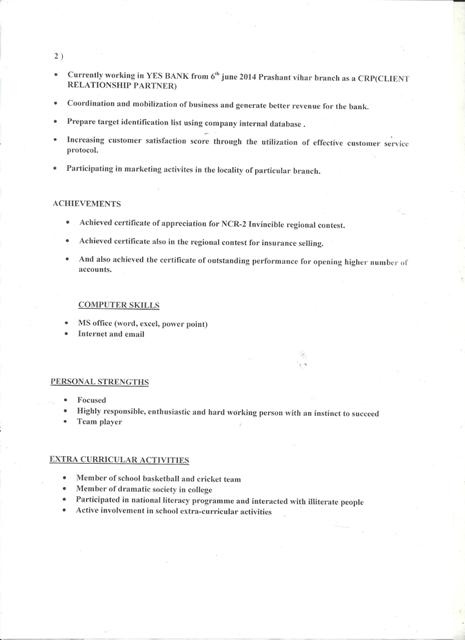 2 )
• Currently working in YES BANK from 6th june 2014 Prashant vihar branch as a CRP(CLIENT
RELATIONSHIP PARTNER)
• Coordination and mobilization of business and generate better revenue for the bank.
• Prepare target identification list using company internal database .
• Increasing customer satisfaction score through the utilization of effective customer service
protocol.
• Participating in marketing activites in the locality of particular branch.
ACHIEVEMENTS
• Achieved certificate of appreciation for NCR-2 Invincible regional contest.
• Achieved certificate also in the regional contest for insurance selling.
• And also achieved the certificate of outstanding performance for opening higher number of
accounts.
COMPUTER SKILLS
• MS office (word, excel, power point)
• Internet and email
PERSONAL STRENGTHS
• Focused
• Highly responsible, enthusiastic and hard working person with an instinct to succeed
• Team player
EXTRA CURRICULAR ACTIVITIES
• Member of school basketball and cricket team
• Member of dramatic society in college
• Participated in national literacy programme and interacted with illiterate people
• Active involvement in school extra-curricular activities